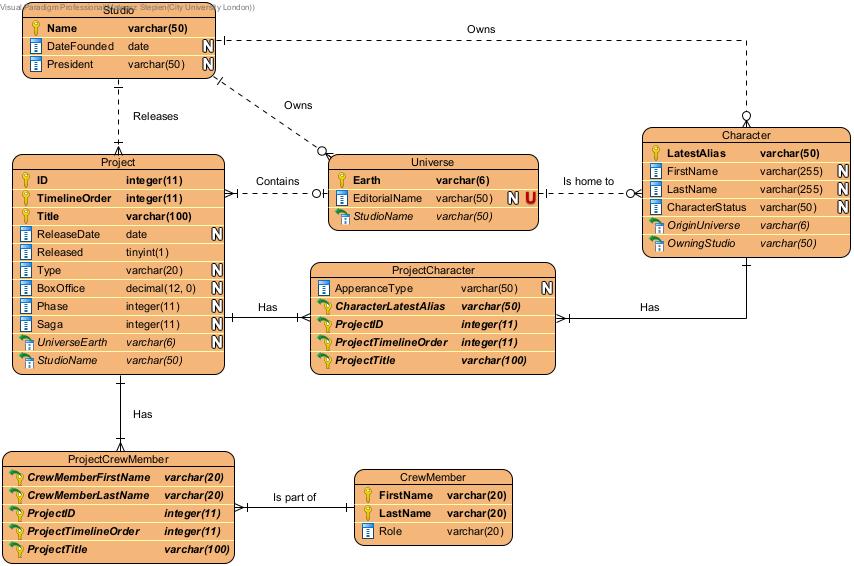 Visual Paradigm Professional(Mateusz Stepien(City University London))
Studio
Name varchar(50)
DateFounded date N
President varchar(50) N
Owns
Releases
Owns
Project
ID integer(11)
TimelineOrder integer(11)
Title varchar(100)
ReleaseDate date N
Released tinyint(1)
Type varchar(20) N
BoxOffice decimal(12, 0) N
Phase integer(11) N
Saga integer(11) N
UniverseEarth varchar(6) N
StudioName varchar(50)
Contains
Universe
Earth varchar(6)
EditorialName varchar(50) N U
StudioName varchar(50)
Is home to
Character
LatestAlias varchar(50)
FirstName varchar(255) N
LastName varchar(255) N
CharacterStatus varchar(50) N
OriginUniverse varchar(6)
OwningStudio varchar(50)
Has
ProjectCharacter
ApperanceType varchar(50) N
CharacterLatestAlias varchar(50)
ProjectID integer(11)
ProjectTimelineOrder integer(11)
ProjectTitle varchar(100)
Has
Has
ProjectCrewMember
CrewMemberFirstName varchar(20)
CrewMemberLastName varchar(20)
ProjectID integer(11)
ProjectTimelineOrder integer(11)
ProjectTitle varchar(100)
Is part of
CrewMember
FirstName varchar(20)
LastName varchar(20)
Role varchar(20)